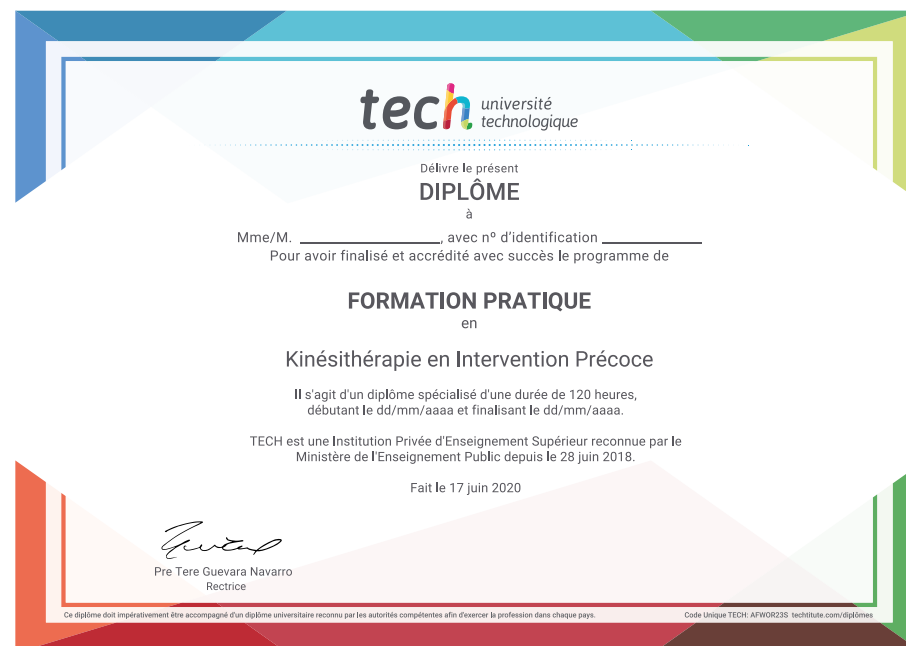 tech université
technologique
Délivre le présent
DIPLÔME
à
Mme/M. ____________________, avec nº d'identification ______________
Pour avoir finalisé et accrédité avec succès le programme de
FORMATION PRATIQUE
en
Kinésithérapie en Intervention Précoce
Il s'agit d'un diplôme spécialisé d'une durée de 120 heures,
débutant le dd/mm/aaaa et finalisant le dd/mm/aaaa.
TECH est une Institution Privée d'Enseignement Supérieur reconnue par le
Ministère de l'Enseignement Public depuis le 28 juin 2018.
Fait le 17 juin 2020
Pre Tere Guevara Navarro
Rectrice
Ce diplôme doit impérativement être accompagné d'un diplôme universitaire reconnu par les autorités compétentes afin d'exercer la profession dans chaque pays. Code Unique TECH: AFWOR23S techtitute.com/diplômes